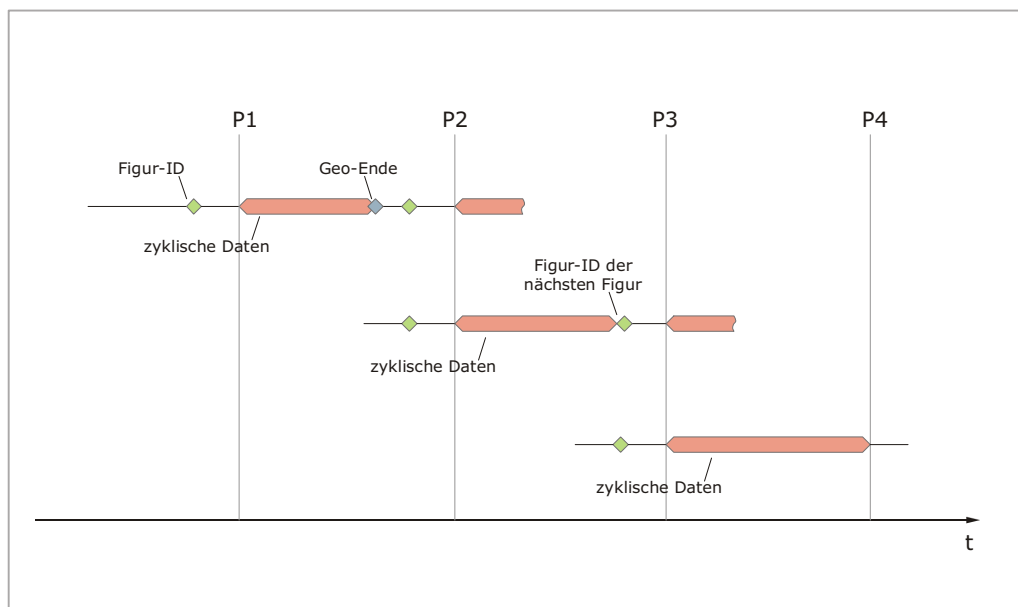 P1
P2
P3
P4
Figur-ID
Geo-Ende
zyklische Daten
Figur-ID der
nächsten Figur
zyklische Daten
zyklische Daten
t